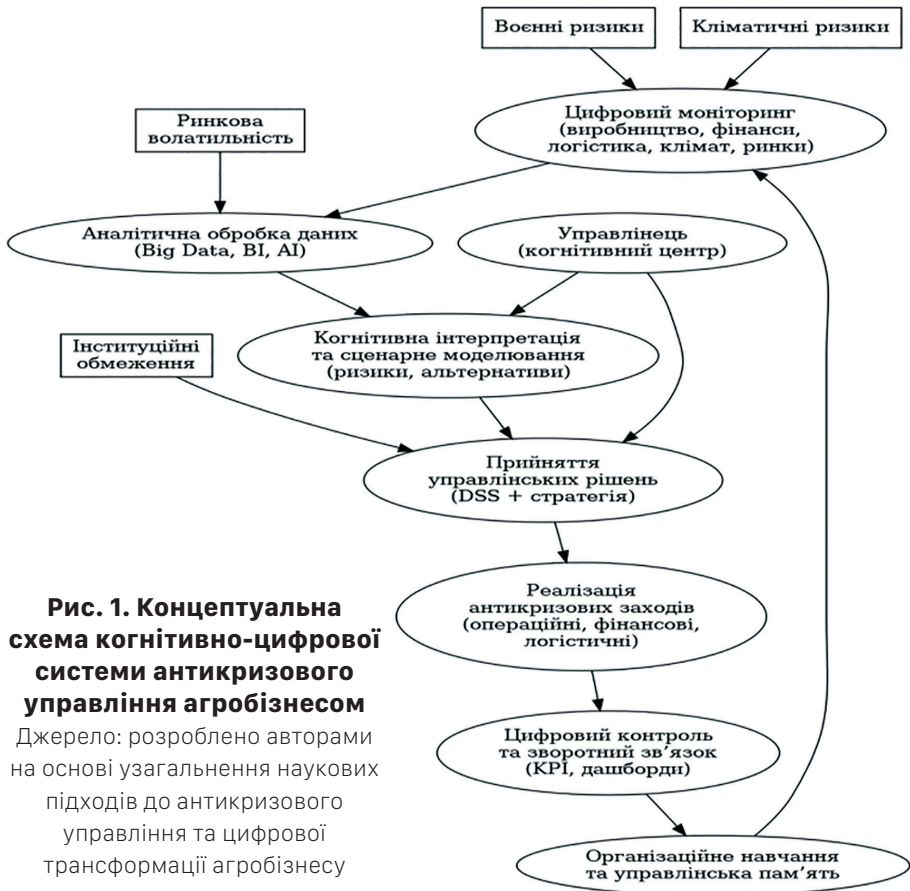 Воєнні ризики
Кліматичні ризики
Цифровий моніторинг
(виробництво, фінанси,
логістика, клімат, ринки)
Ринкова
волатильність
Аналітична обробка даних
(Big Data, BI, AI)
Управлінець
(когнітивний центр)
Когнітивна інтерпретація
та сценарне моделювання
(ризики, альтернативи)
Інституційні
обмеження
Прийняття
управлінських рішень
(DSS + стратегія)
Реалізація
антикризових заходів
(операційні, фінансові,
логістичні)
Цифровий контроль
та зворотний зв’язок
(KPI, дашборди)
Організаційне навчання
та управлінська пам’ять
Рис. 1. Концептуальна
схема когнітивно-цифрової
системи антикризового
управління агробізнесом
Джерело: розроблено авторами
на основі узагальнення наукових
підходів до антикризового
управління та цифрової
трансформації агробізнесу